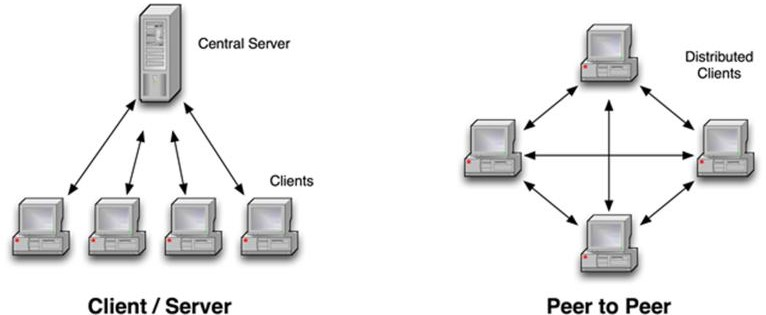 Central Server
Clients
Client / Server
Distributed
Clients
Peer to Peer